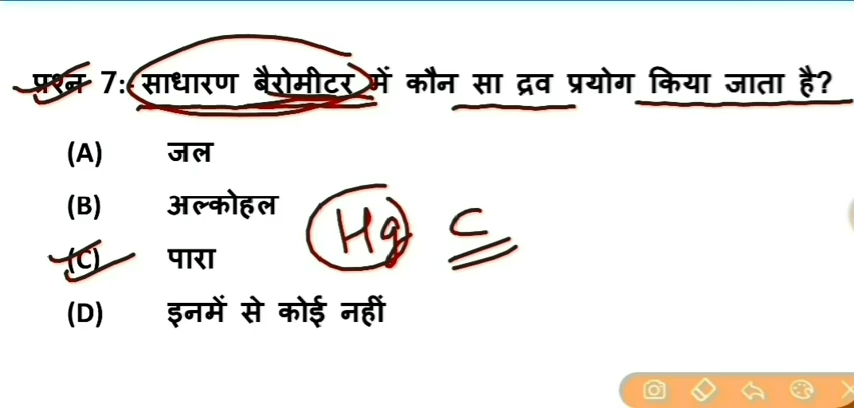 प्रश्न 7: साधारण बैरोमीटर में कौन सा द्रव प्रयोग किया जाता है?
(A) जल
(B) अल्कोहल
Hg C
(C) पारा
(D) इनमें से कोई नहीं